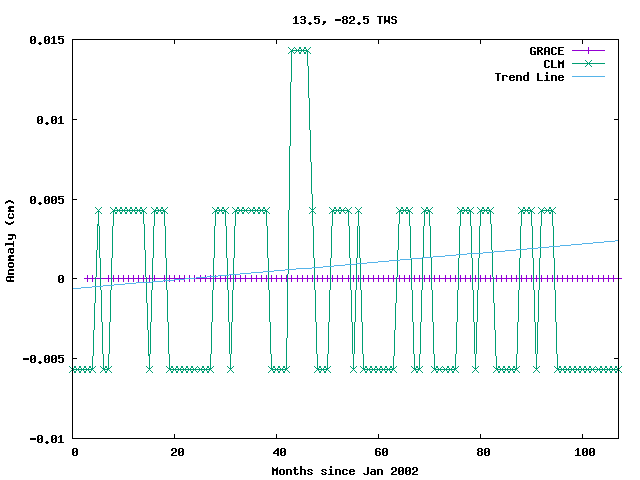 13.5, -82.5 TWS
0.015
0.01
0.005
0
-0.005
-0.01
Anomaly (cm)
GRACE
CLM
Trend Line
0 20 40 60 80 100
Months since Jan 2002